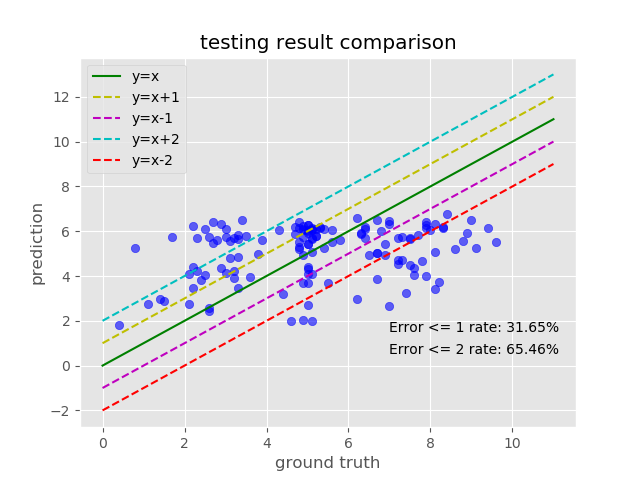 testing result comparison
y=x
y=x+1
y=x-1
y=x+2
y=x-2
12
10
8
6
4
2
0
−2
prediction
Error <= 1 rate: 31.65%
Error <= 2 rate: 65.46%
0 2 4 6 8 10
ground truth